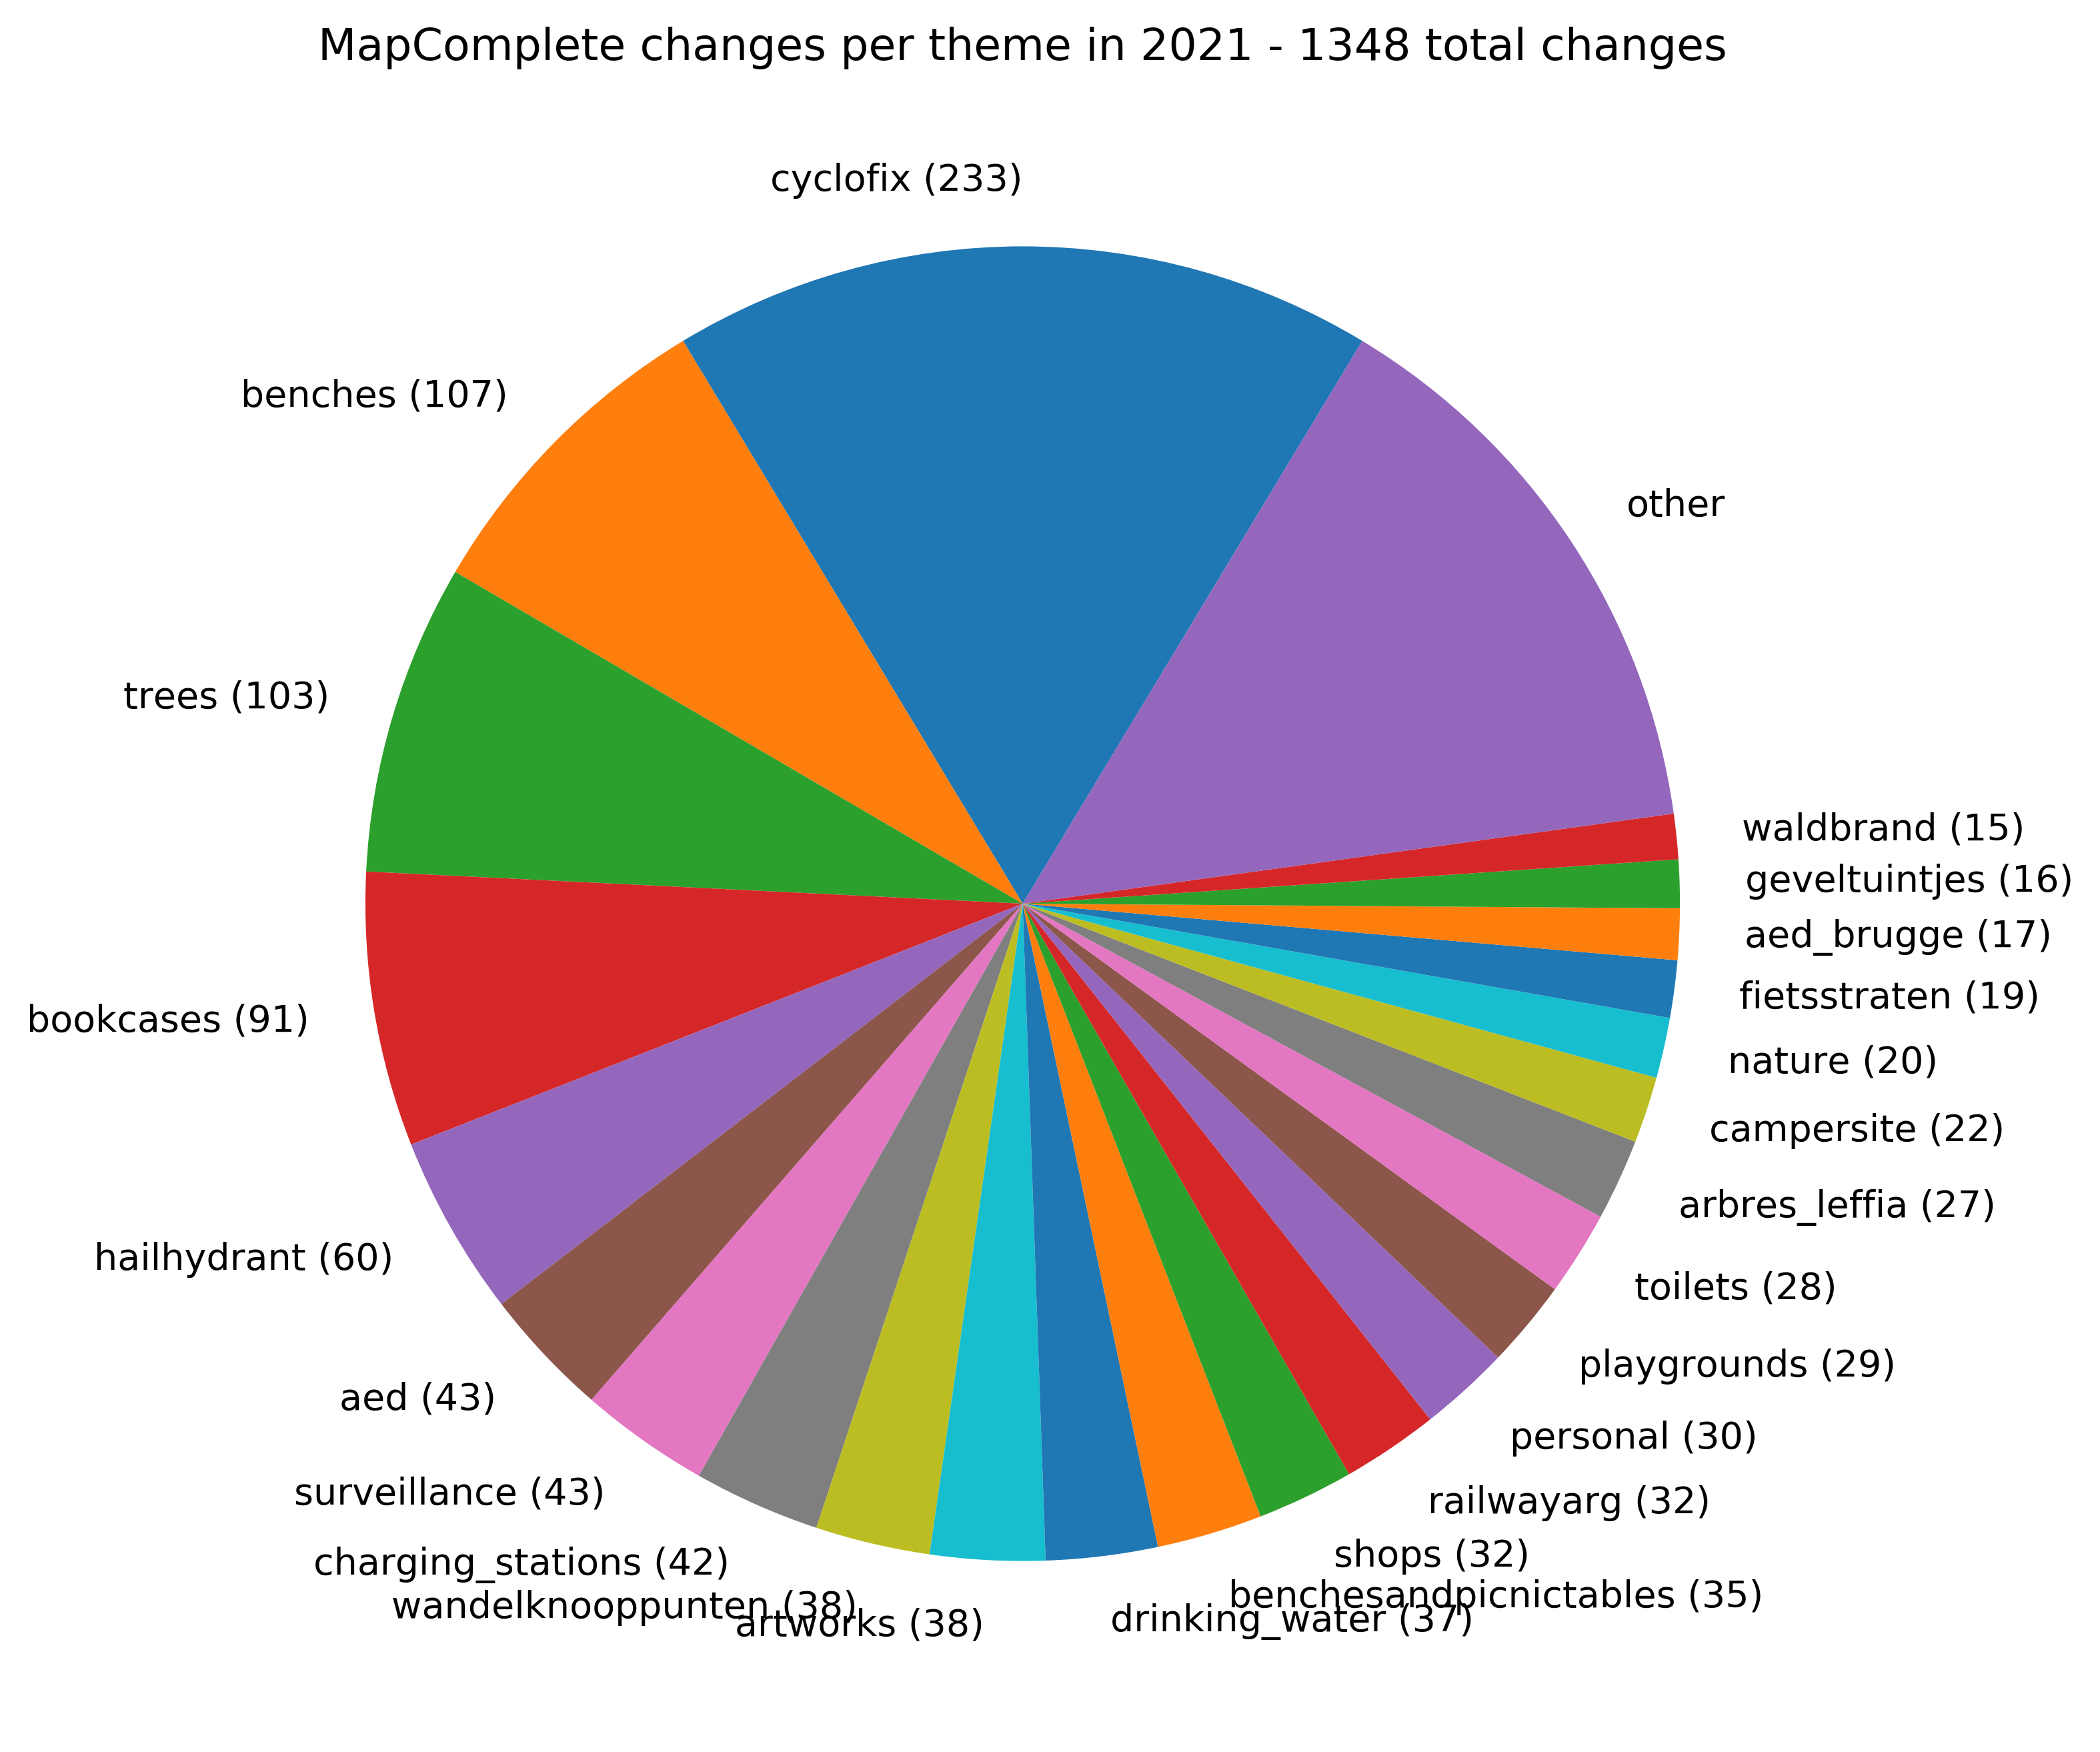 MapComplete changes per theme in 2021 - 1348 total changes
cyclofix (233)
benches (107)
trees (103)
bookcases (91)
hailhydrant (60)
aed (43)
surveillance (43)
charging_stations (42)
wandelknooppunten (38)
artworks (38)
drinking_water (37)
benchesandpicnictables (35)
shops (32)
railwayarg (32)
personal (30)
playgrounds (29)
toilets (28)
arbres_leffia (27)
campersite (22)
nature (20)
fietsstraten (19)
aed_brugge (17)
geveltuintjes (16)
waldbrand (15)
other